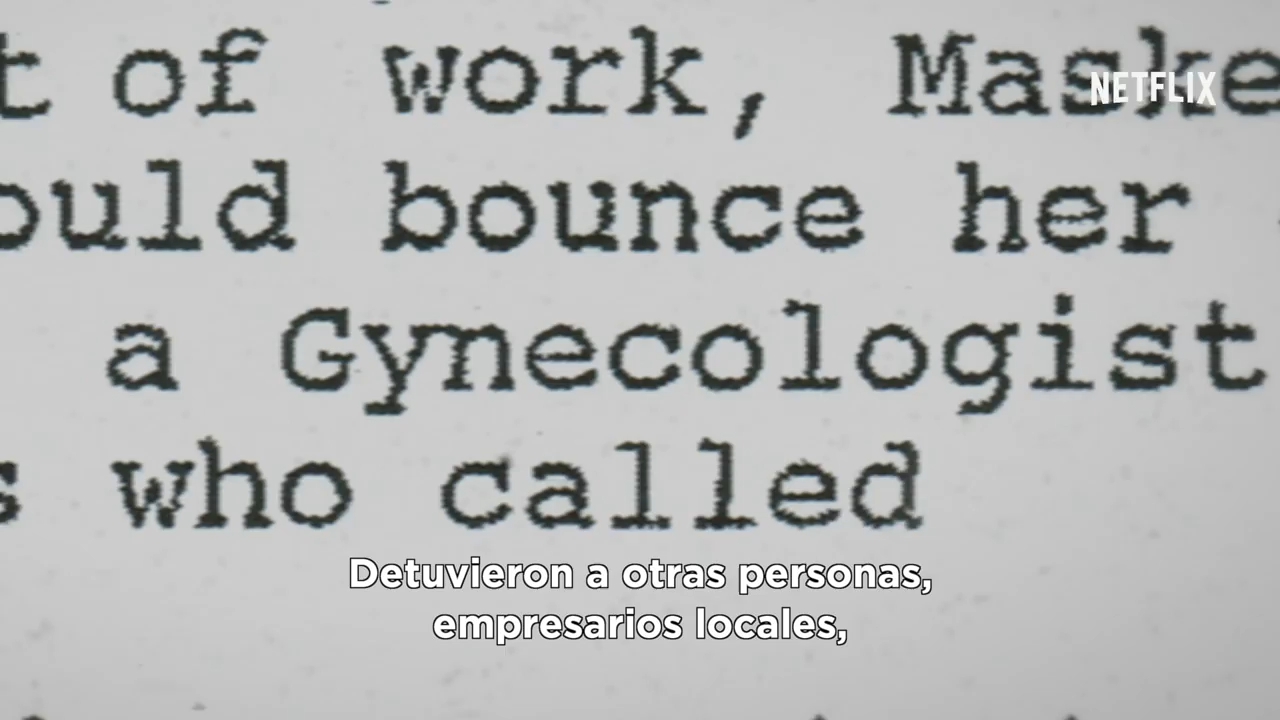 t of work, Maske
NETFLIX
ould bounce her
a Gynecologist
s who called
Detuvieron a otras personas,
empresarios locales,